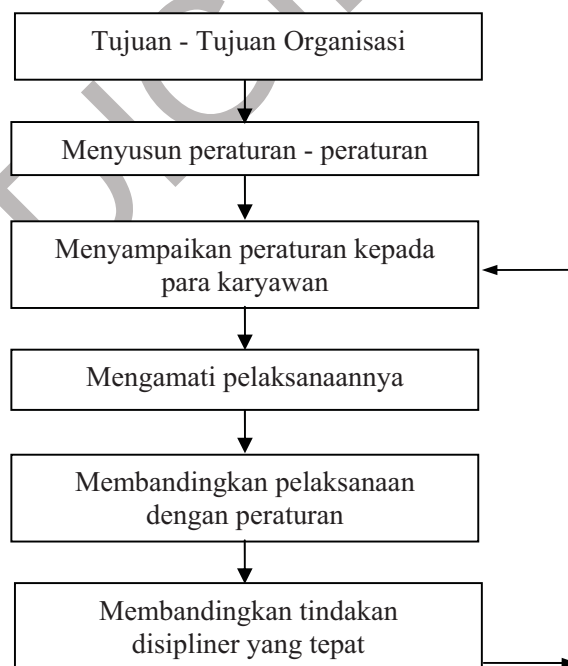 Tujuan - Tujuan Organisasi
Menyusun peraturan - peraturan
Menyampaikan peraturan kepada
para karyawan
Mengamati pelaksanaannya
Membandingkan pelaksanaan
dengan peraturan
Membandingkan tindakan
disipliner yang tepat